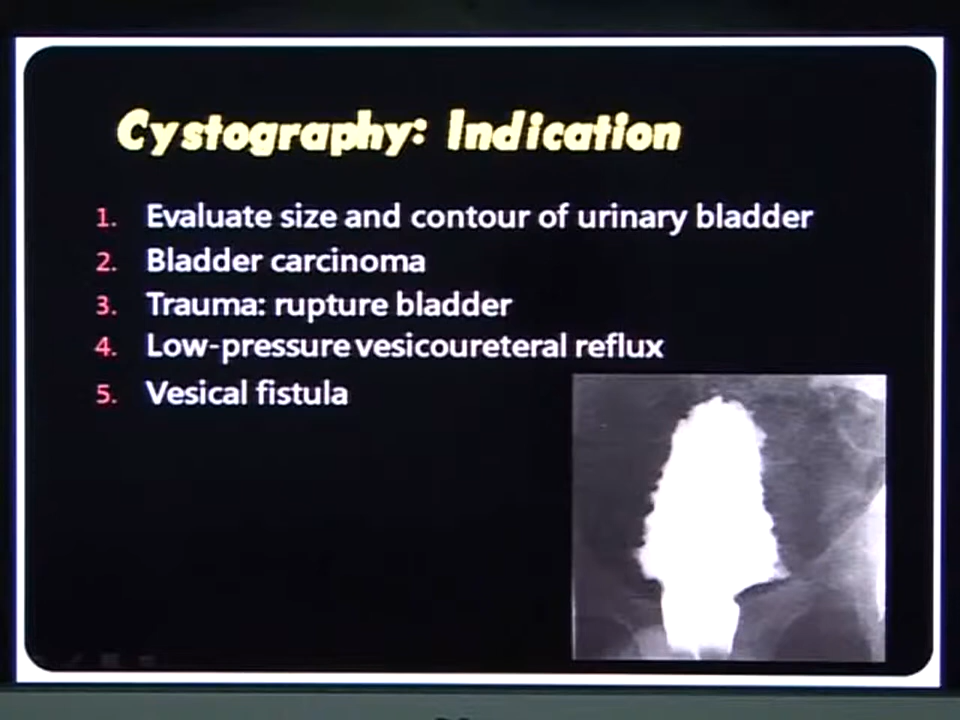 Cystography: Indication
1. Evaluate size and contour of urinary bladder
2. Bladder carcinoma
3. Trauma: rupture bladder
4. Low-pressure vesicoureteral reflux
5. Vesical fistula